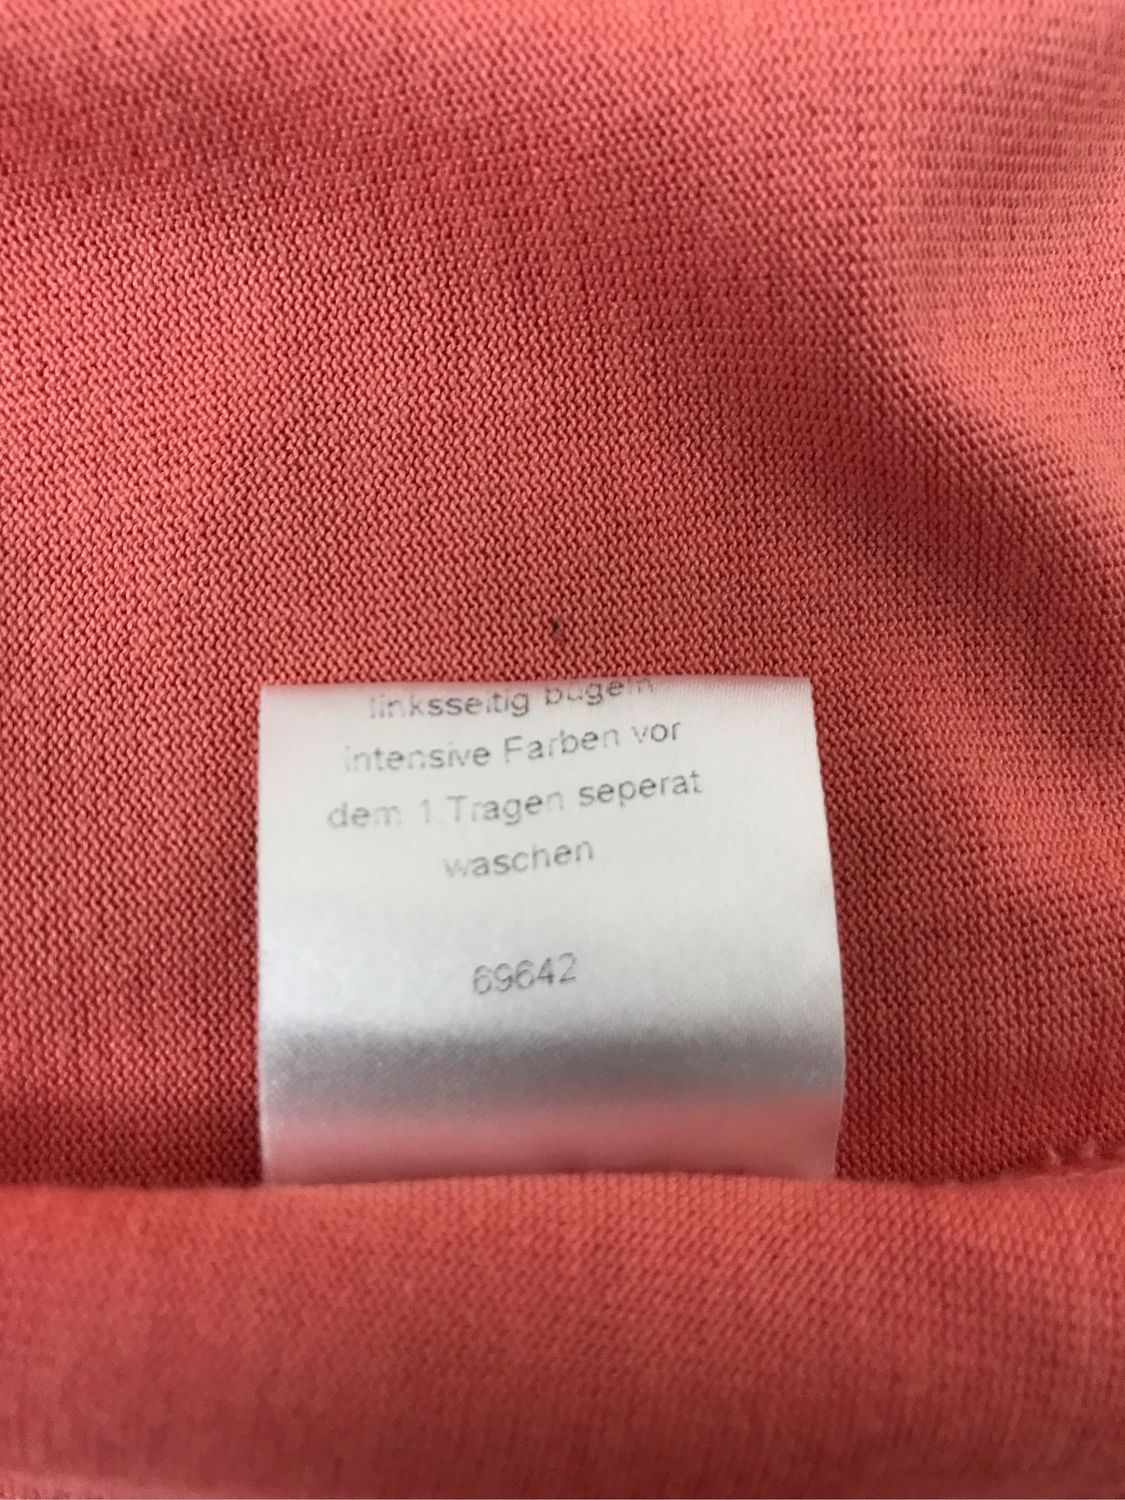 linksseitig bügeln
intensive Farben vor
dem 1.Tragen seperat
waschen
69642